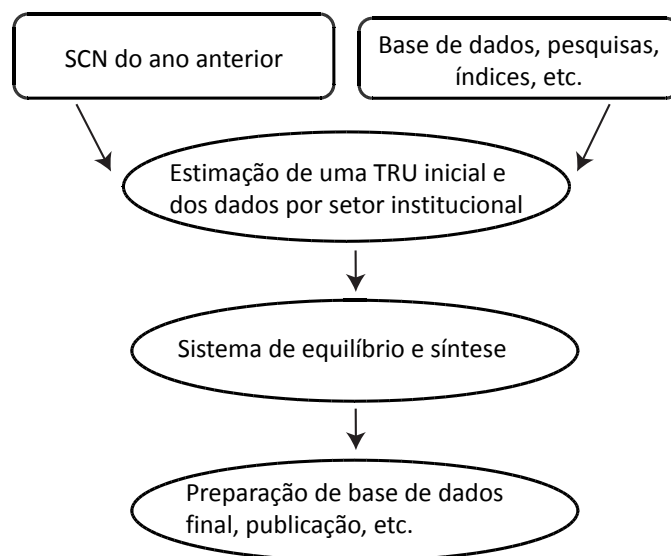 SCN do ano anterior
Base de dados, pesquisas,
índices, etc.
Estimação de uma TRU inicial e
dos dados por setor institucional
Sistema de equilíbrio e síntese
Preparação de base de dados
final, publicação, etc.